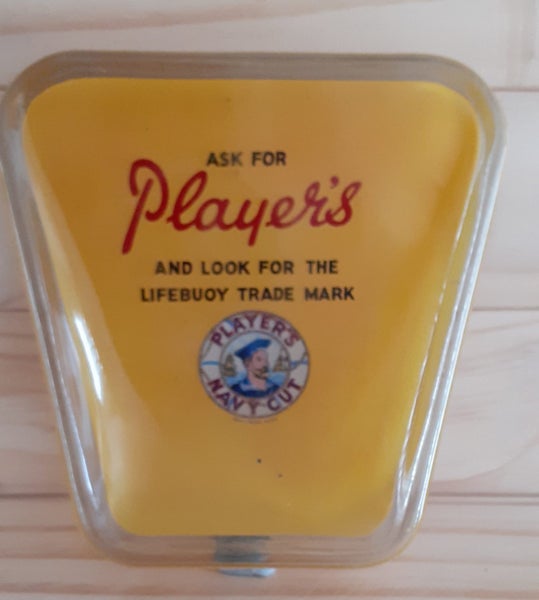 ASK FOR
Player's
AND LOOK FOR THE
LIFEBUOY TRADE MARK
PLAYER'S
NAVY CUT